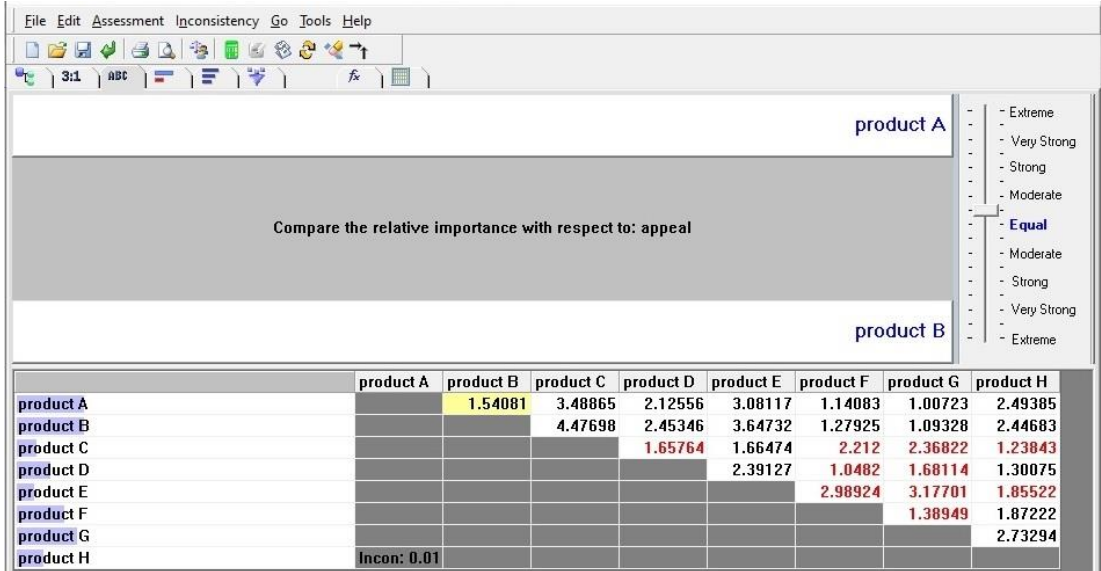 File Edit Assessment Inconsistency Go Tools Help
3:1 ABC fx
product A
Extreme
Very Strong
Strong
Moderate
Equal
Moderate
Strong
Very Strong
Extreme
Compare the relative importance with respect to: appeal
product B
product A product B product C product D product E product F product G product H
product A 1.54081 3.48865 2.12556 3.08117 1.14083 1.00723 2.49385
product B 4.47698 2.45346 3.64732 1.27925 1.09328 2.44683
product C 1.65764 1.66474 2.212 2.36822 1.23843
product D 2.39127 1.0482 1.68114 1.30075
product E 2.98924 3.17701 1.85522
product F 1.38949 1.87222
product G 2.73294
product H Incon: 0.01